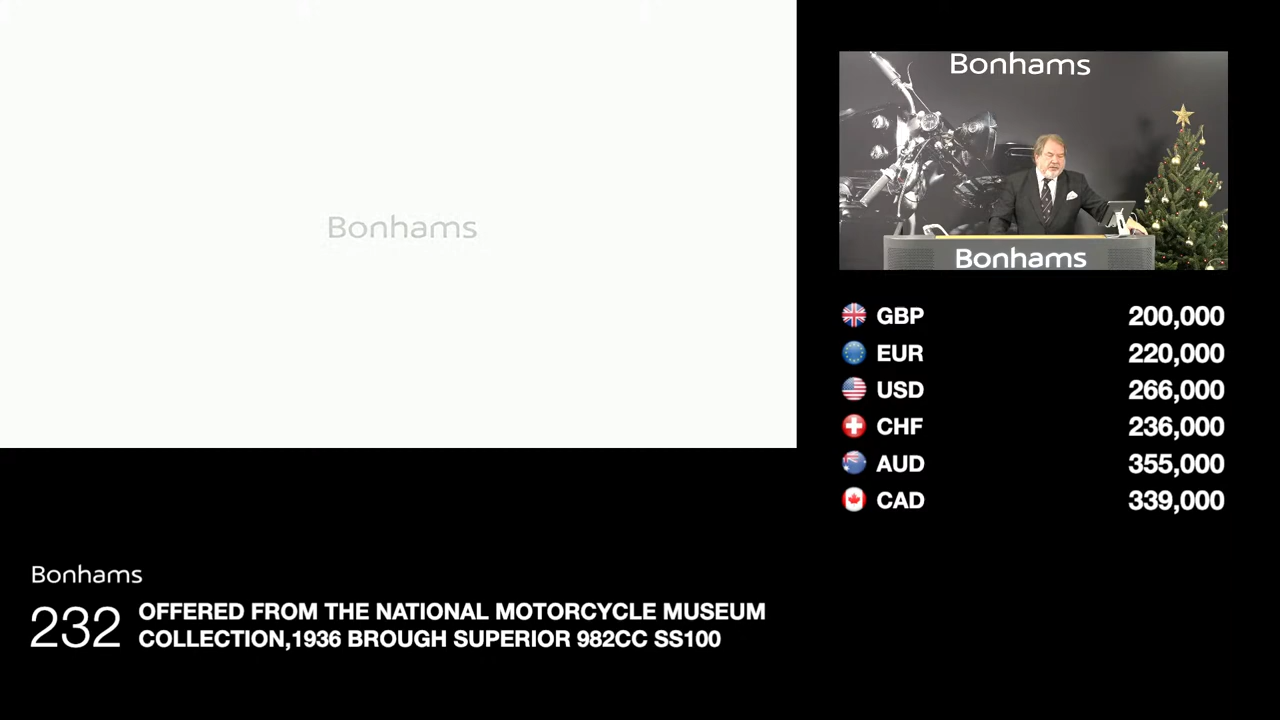 Bonhams
Bonhams
Bonhams
GBP 200,000
EUR 220,000
USD 266,000
CHF 236,000
AUD 355,000
CAD 339,000
Bonhams
232 OFFERED FROM THE NATIONAL MOTORCYCLE MUSEUM
COLLECTION,1936 BROUGH SUPERIOR 982CC SS100